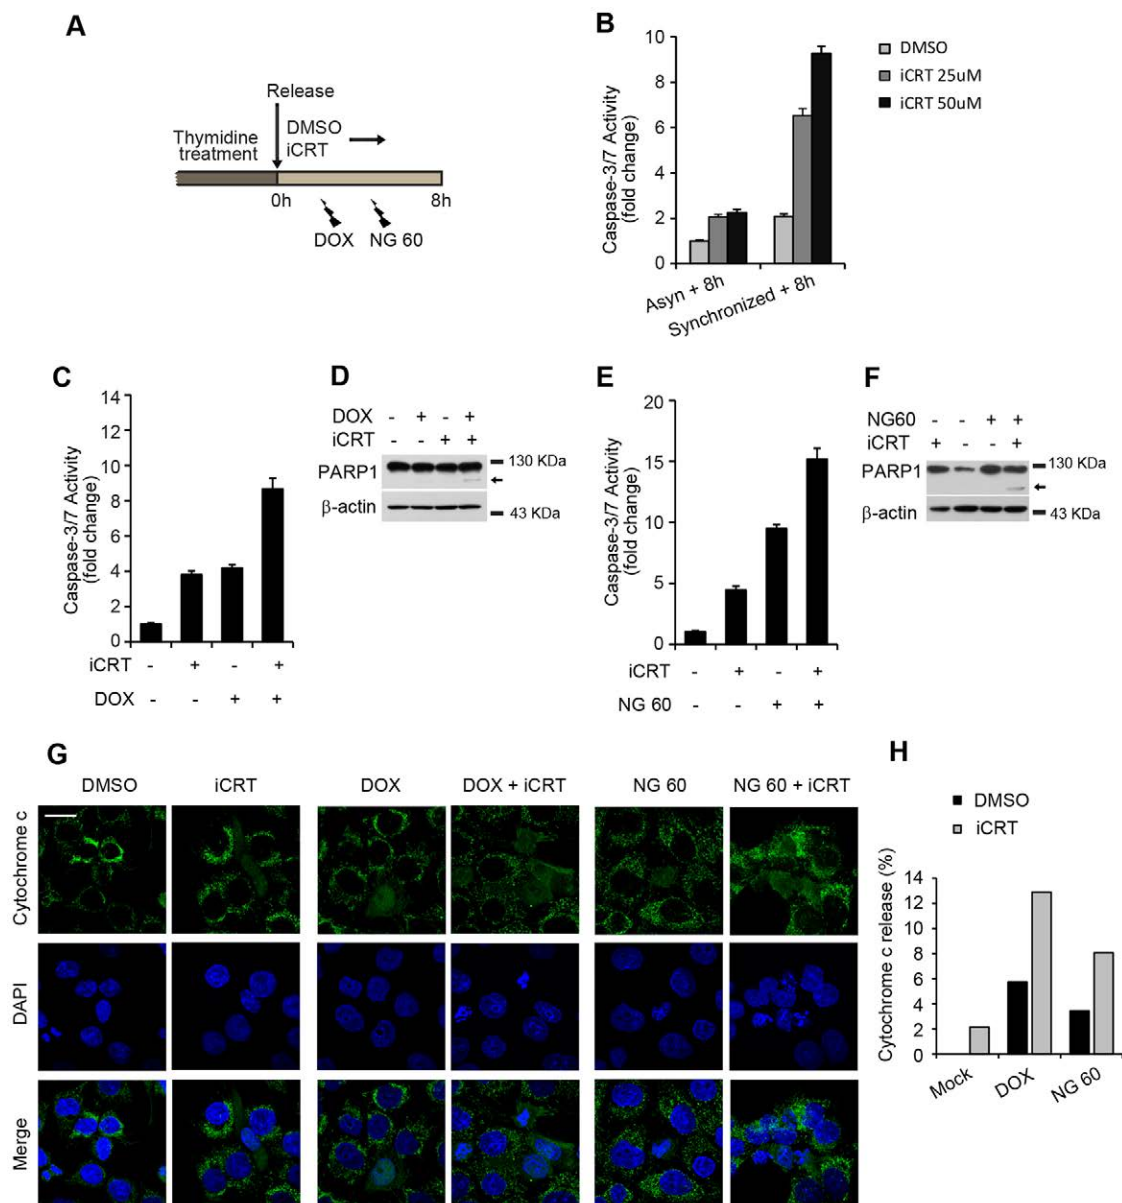 A
Release
DMSO
iCRT
Thymidine
treatment
0h
8h
DOX
NG 60
B
Caspase-3/7 Activity
(fold change)
10
8
6
4
2
0
Asyn + 8h
Synchronized + 8h
DMSO
iCRT 25uM
iCRT 50uM
C
Caspase-3/7 Activity
(fold change)
14
12
10
8
6
4
2
0
iCRT - + - +
DOX - - + +
D
DOX - + - +
iCRT - - + +
PARP1
130 KDa
β-actin
43 KDa
E
Caspase-3/7 Activity
(fold change)
20
15
10
5
0
iCRT - + - +
NG 60 - - + +
F
NG60 - - + +
iCRT + - - +
PARP1
130 KDa
β-actin
43 KDa
G
DMSO iCRT DOX DOX + iCRT NG 60 NG 60 + iCRT
Cytochrome c
DAPI
Merge
H
DMSO
iCRT
Cytochrome c release (%)
14
12
10
8
6
4
2
0
Mock
DOX
NG 60